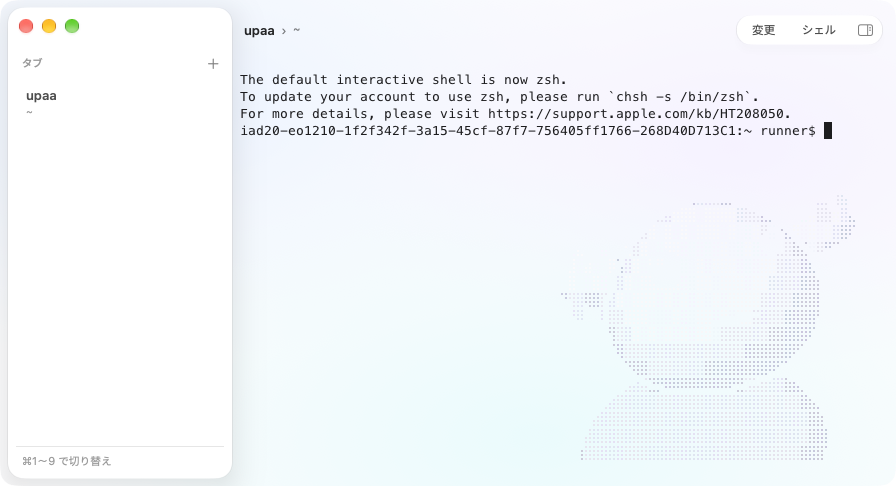 upaa › ~
変更 シェル
タブ
upaa
~
The default interactive shell is now zsh.
To update your account to use zsh, please run `chsh -s /bin/zsh`.
For more details, please visit https://support.apple.com/kb/HT208050.
iad20-eo1210-1f2f342f-3a15-45cf-87f7-756405ff1766-268D40D713C1:~ runner$
⌘1〜9 で切り替え